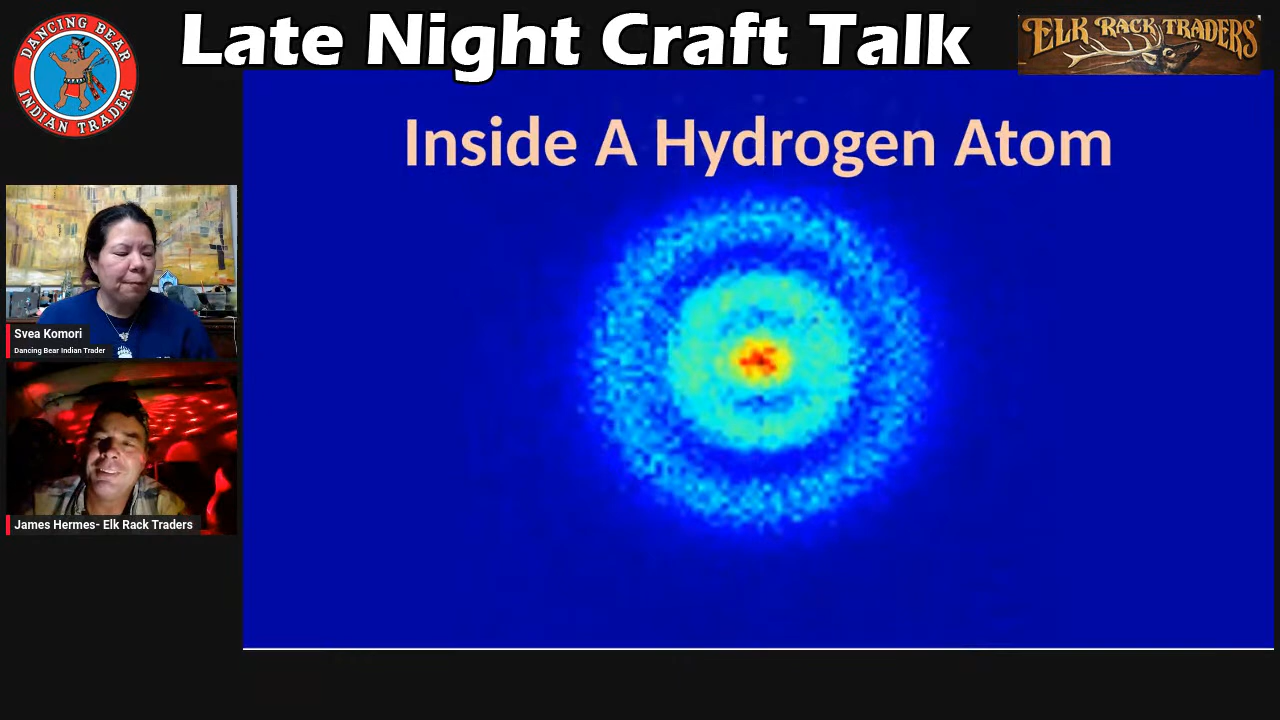 DANCING BEAR
INDIAN TRADER
Late Night Craft Talk
ELK RACK TRADERS
Inside A Hydrogen Atom
Svea Komori
Dancing Bear Indian Trader
James Hermes- Elk Rack Traders